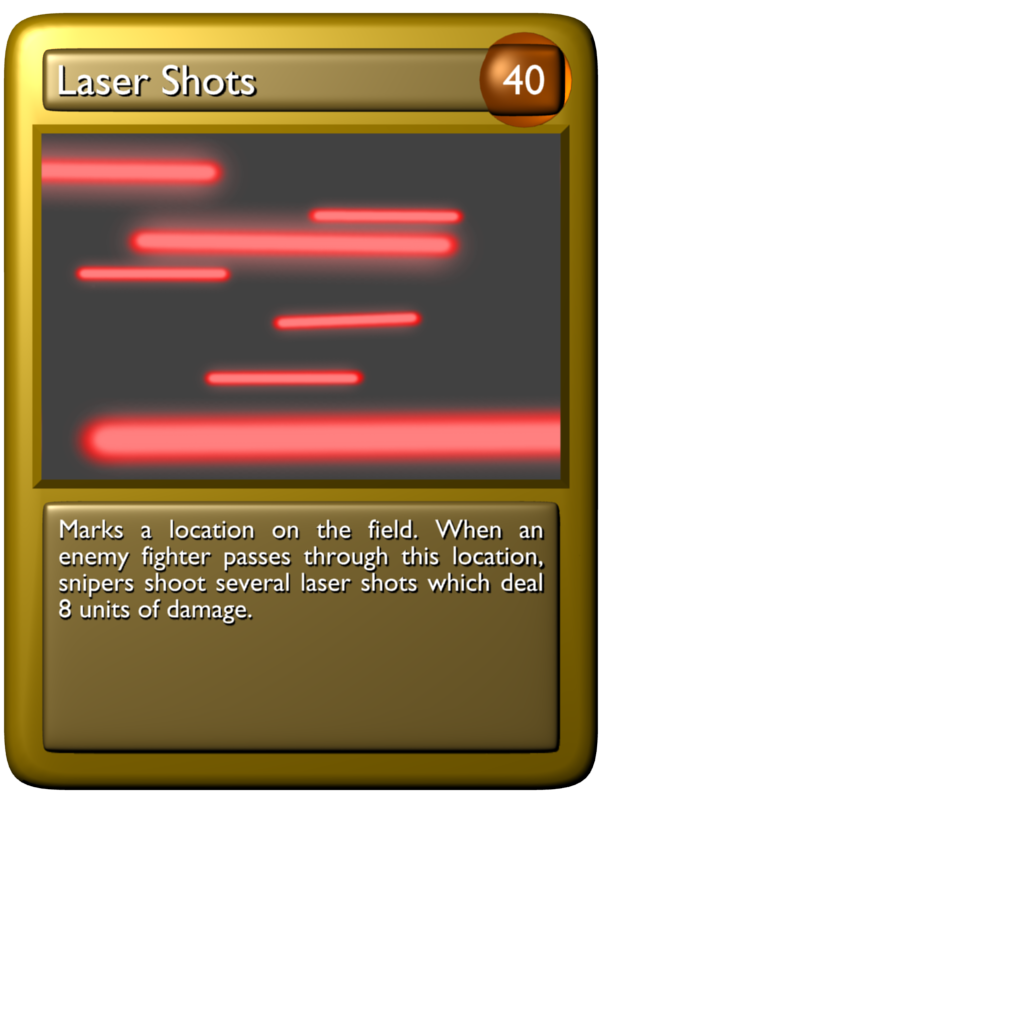 Laser Shots
40
Marks a location on the field. When an
enemy fighter passes through this location,
snipers shoot several laser shots which deal
8 units of damage.